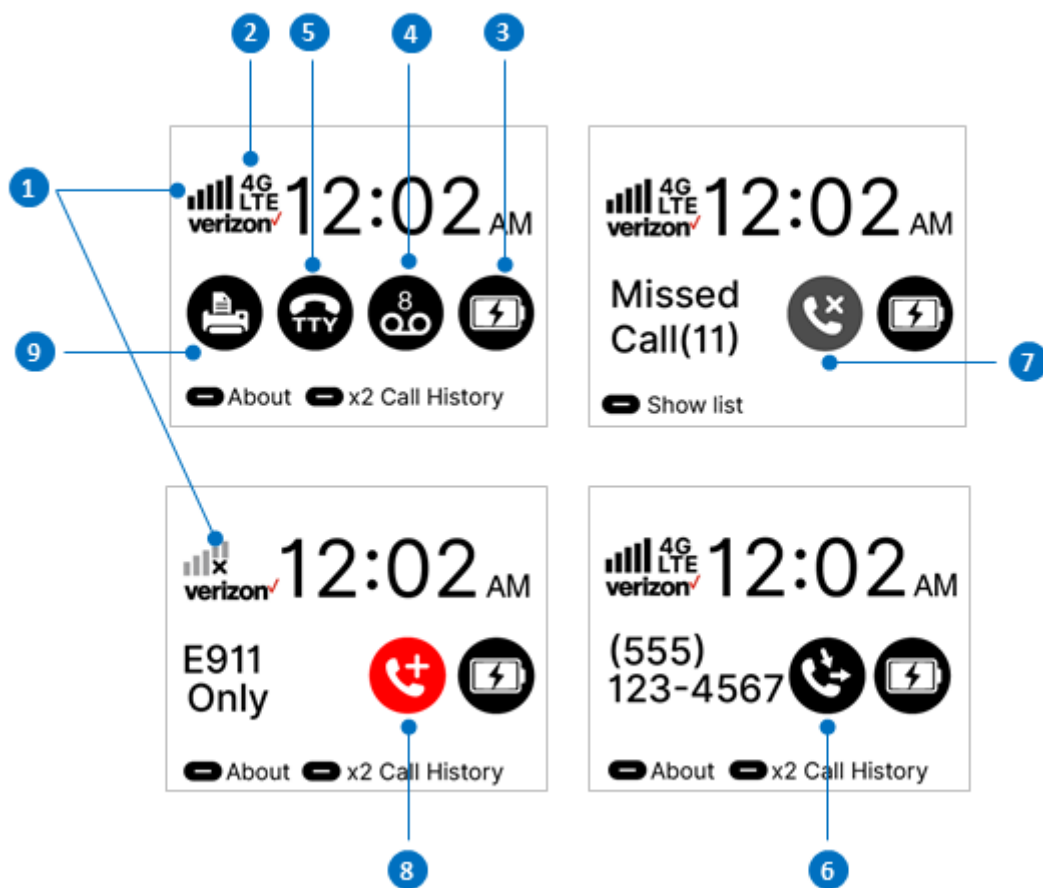 2
5
4
3
1
4G
LTE
verizon
12:02 AM
TTY
8
9
About x2 Call History
4G
LTE
verizon
12:02 AM
Missed
Call(11)
7
Show list
verizon
12:02 AM
E911
Only
About x2 Call History
8
4G
LTE
verizon
12:02 AM
(555)
123-4567
About x2 Call History
6